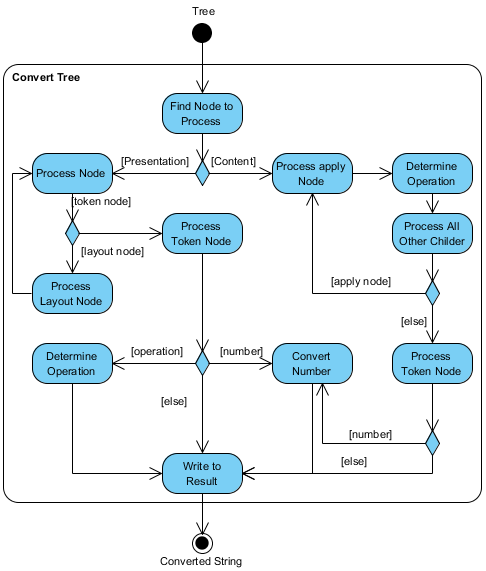 Tree
Convert Tree
Find Node to
Process
[Presentation]
[Content]
Process Node
Process apply
Node
Determine
Operation
[token node]
Process
Token Node
Process All
Other Childer
[layout node]
Process
Layout Node
[apply node]
[else]
Determine
Operation
[operation]
[number]
Convert
Number
Process
Token Node
[else]
[number]
[else]
Write to
Result
Converted String